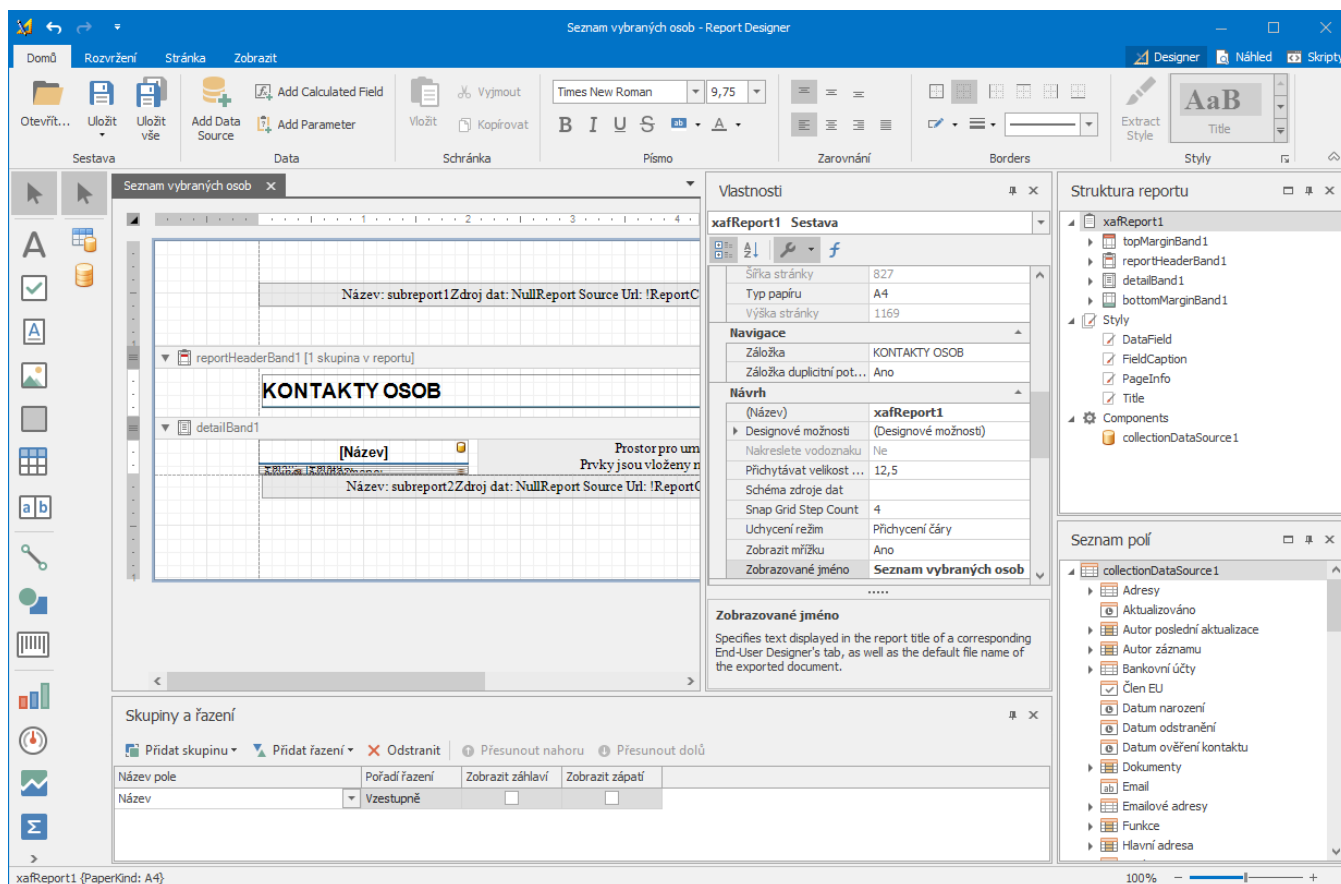 Seznam vybraných osob - Report Designer
Domů Rozvržení Stránka Zobrazit Designer Náhled Skripty
Otevřít... Uložit Uložit vše Add Data Source Add Calculated Field Add Parameter Vložit Vyjmout Kopírovat Times New Roman 9,75 B I U S ab A Extract Style AaB Title
Sestava Data Schránka Písmo Zarovnání Borders Styly
Seznam vybraných osob
1 2 3 4
Název: subreport1Zdroj dat: NullReport Source Url: !ReportC
reportHeaderBand1 [1 skupina v reportu]
KONTAKTY OSOB
detailBand1
[Název]
Prostor pro um
Prvky jsou vloženy n
Název: subreport2Zdroj dat: NullReport Source Url: !ReportC
Vlastnosti
xafReport1 Sestava
Šířka stránky 827
Typ papíru A4
Výška stránky 1169
Navigace
Záložka KONTAKTY OSOB
Záložka duplicitní pot... Ano
Návrh
(Název) xafReport1
Designové možnosti (Designové možnosti)
Nakreslete vodoznaku Ne
Přichytávat velikost ... 12,5
Schéma zdroje dat
Snap Grid Step Count 4
Uchycení režim Přichycení čáry
Zobrazit mřížku Ano
Zobrazované jméno Seznam vybraných osob
Zobrazované jméno
Specifies text displayed in the report title of a corresponding
End-User Designer's tab, as well as the default file name of
the exported document.
Struktura reportu
xafReport1
topMarginBand1
reportHeaderBand1
detailBand1
bottomMarginBand1
Styly
DataField
FieldCaption
PageInfo
Title
Components
collectionDataSource1
Seznam polí
collectionDataSource1
Adresy
Aktualizováno
Autor poslední aktualizace
Autor záznamu
Bankovní účty
Člen EU
Datum narození
Datum odstranění
Datum ověření kontaktu
Dokumenty
Email
Emailové adresy
Funkce
Hlavní adresa
Skupiny a řazení
Přidat skupinu Přidat řazení Odstranit Přesunout nahoru Přesunout dolů
Název pole Pořadí řazení Zobrazit záhlaví Zobrazit zápatí
Název Vzestupně
xafReport1 {PaperKind: A4} 100%